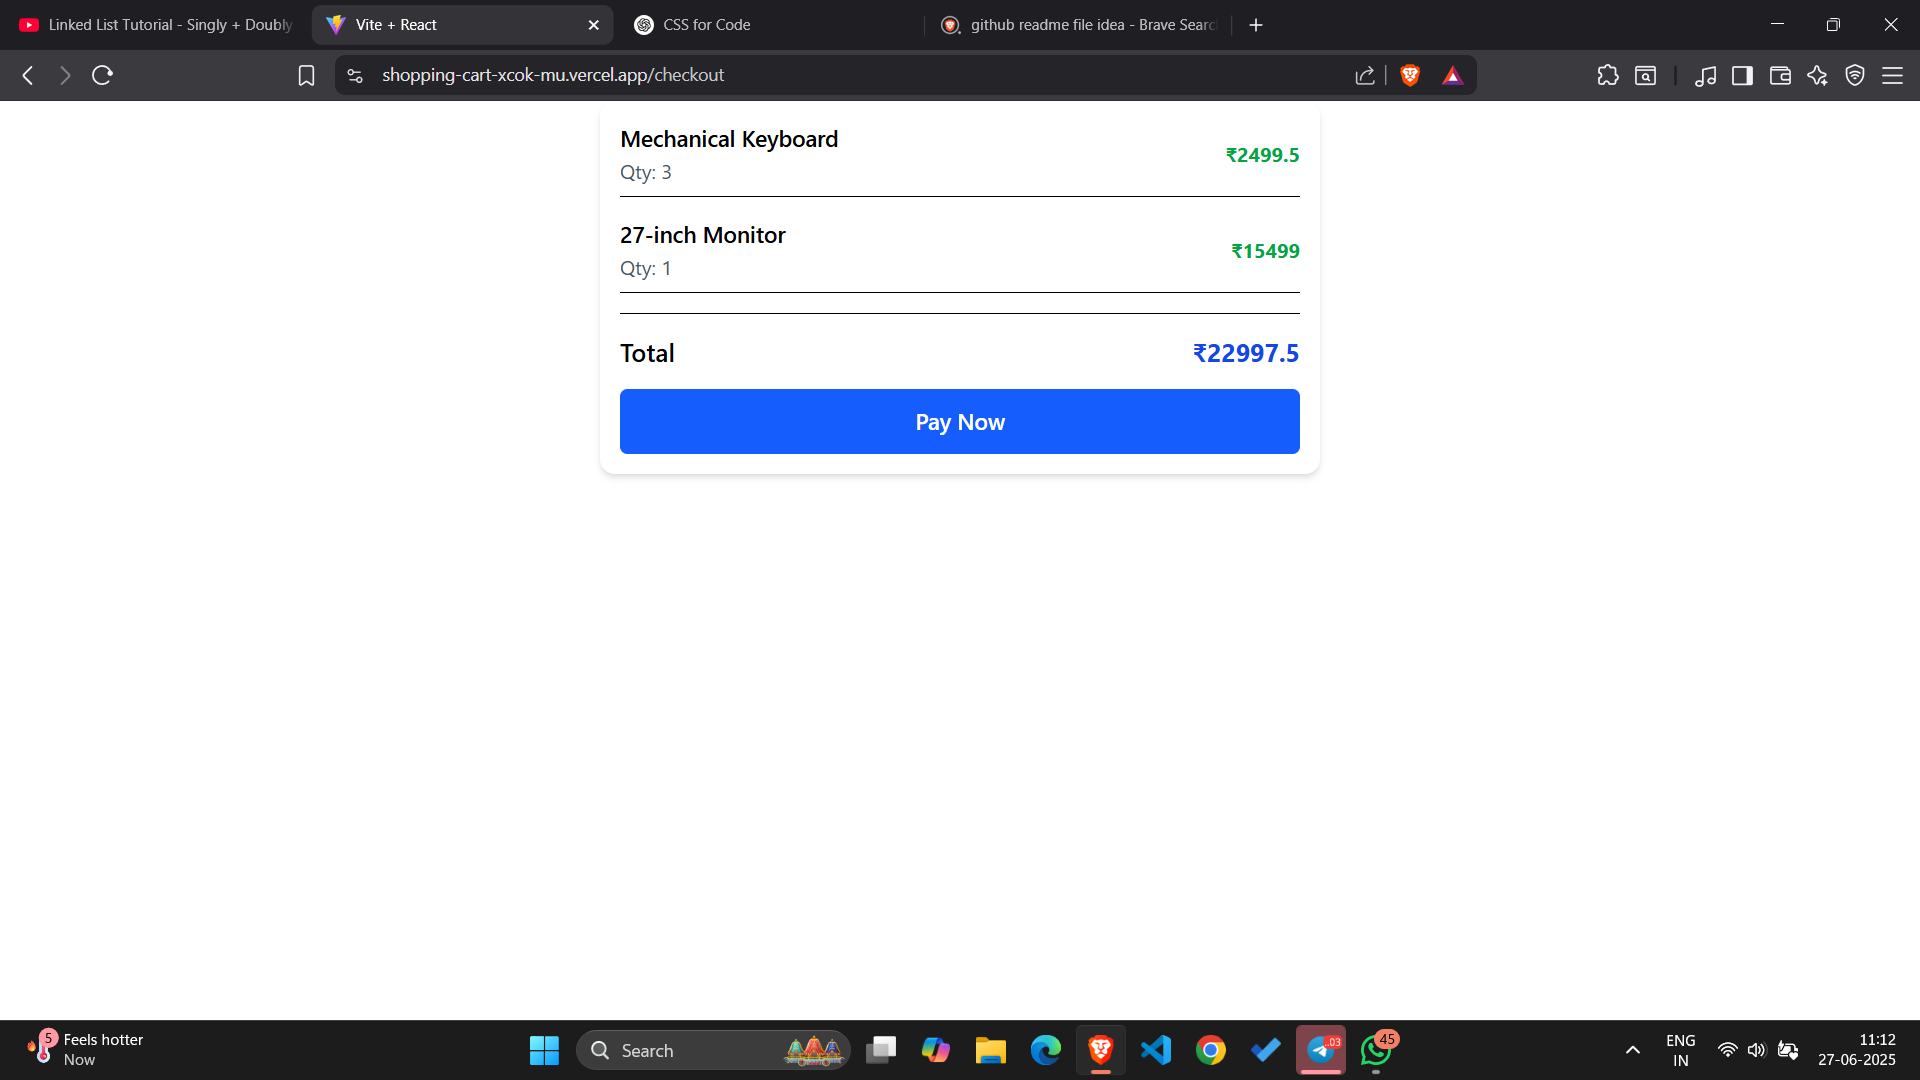 Linked List Tutorial - Singly + Doubly
Vite + React
CSS for Code
github readme file idea - Brave Searc
shopping-cart-xcok-mu.vercel.app/checkout
Mechanical Keyboard
₹2499.5
Qty: 3
27-inch Monitor
₹15499
Qty: 1
Total
₹22997.5
Pay Now
5
Feels hotter
Now
Search
.03
45
ENG
IN
11:12
27-06-2025